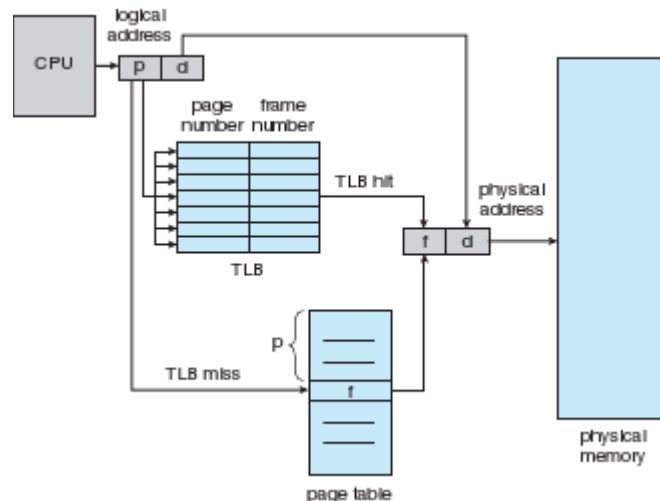 logical
address
CPU
p d
page
number
frame
number
TLB hit
physical
address
f d
TLB
p
TLB miss
f
page table
physical
memory